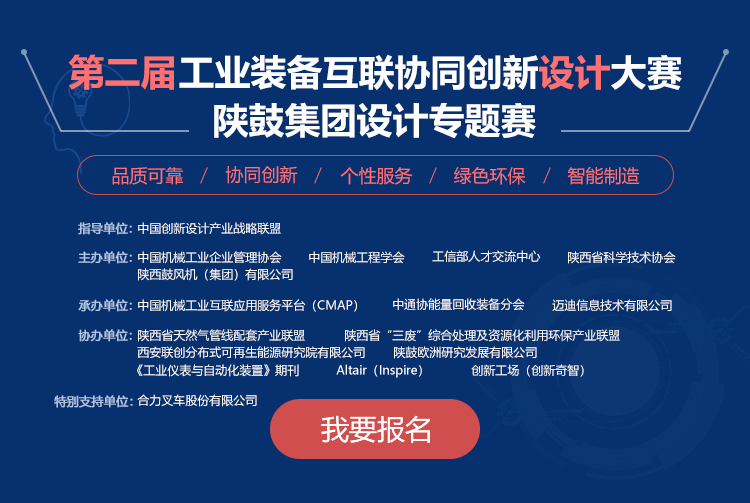 第二届工业装备互联协同创新设计大赛
陕鼓集团设计专题赛
品质可靠 / 协同创新 / 个性服务 / 绿色环保 / 智能制造
指导单位：中国创新设计产业战略联盟
主办单位：中国机械工业企业管理协会 中国机械工程学会 工信部人才交流中心 陕西省科学技术协会
陕西鼓风机（集团）有限公司
承办单位：中国机械工业互联应用服务平台（CMAP） 中通协能量回收装备分会 迈迪信息技术有限公司
协办单位：陕西省天然气管线配套产业联盟 陕西省“三废”综合处理及资源化利用环保产业联盟
西安联创分布式可再生能源研究院有限公司 陕鼓欧洲研究发展有限公司
《工业仪表与自动化装置》期刊 Altair（Inspire） 创新工场（创新奇智）
特别支持单位：合力叉车股份有限公司
我要报名